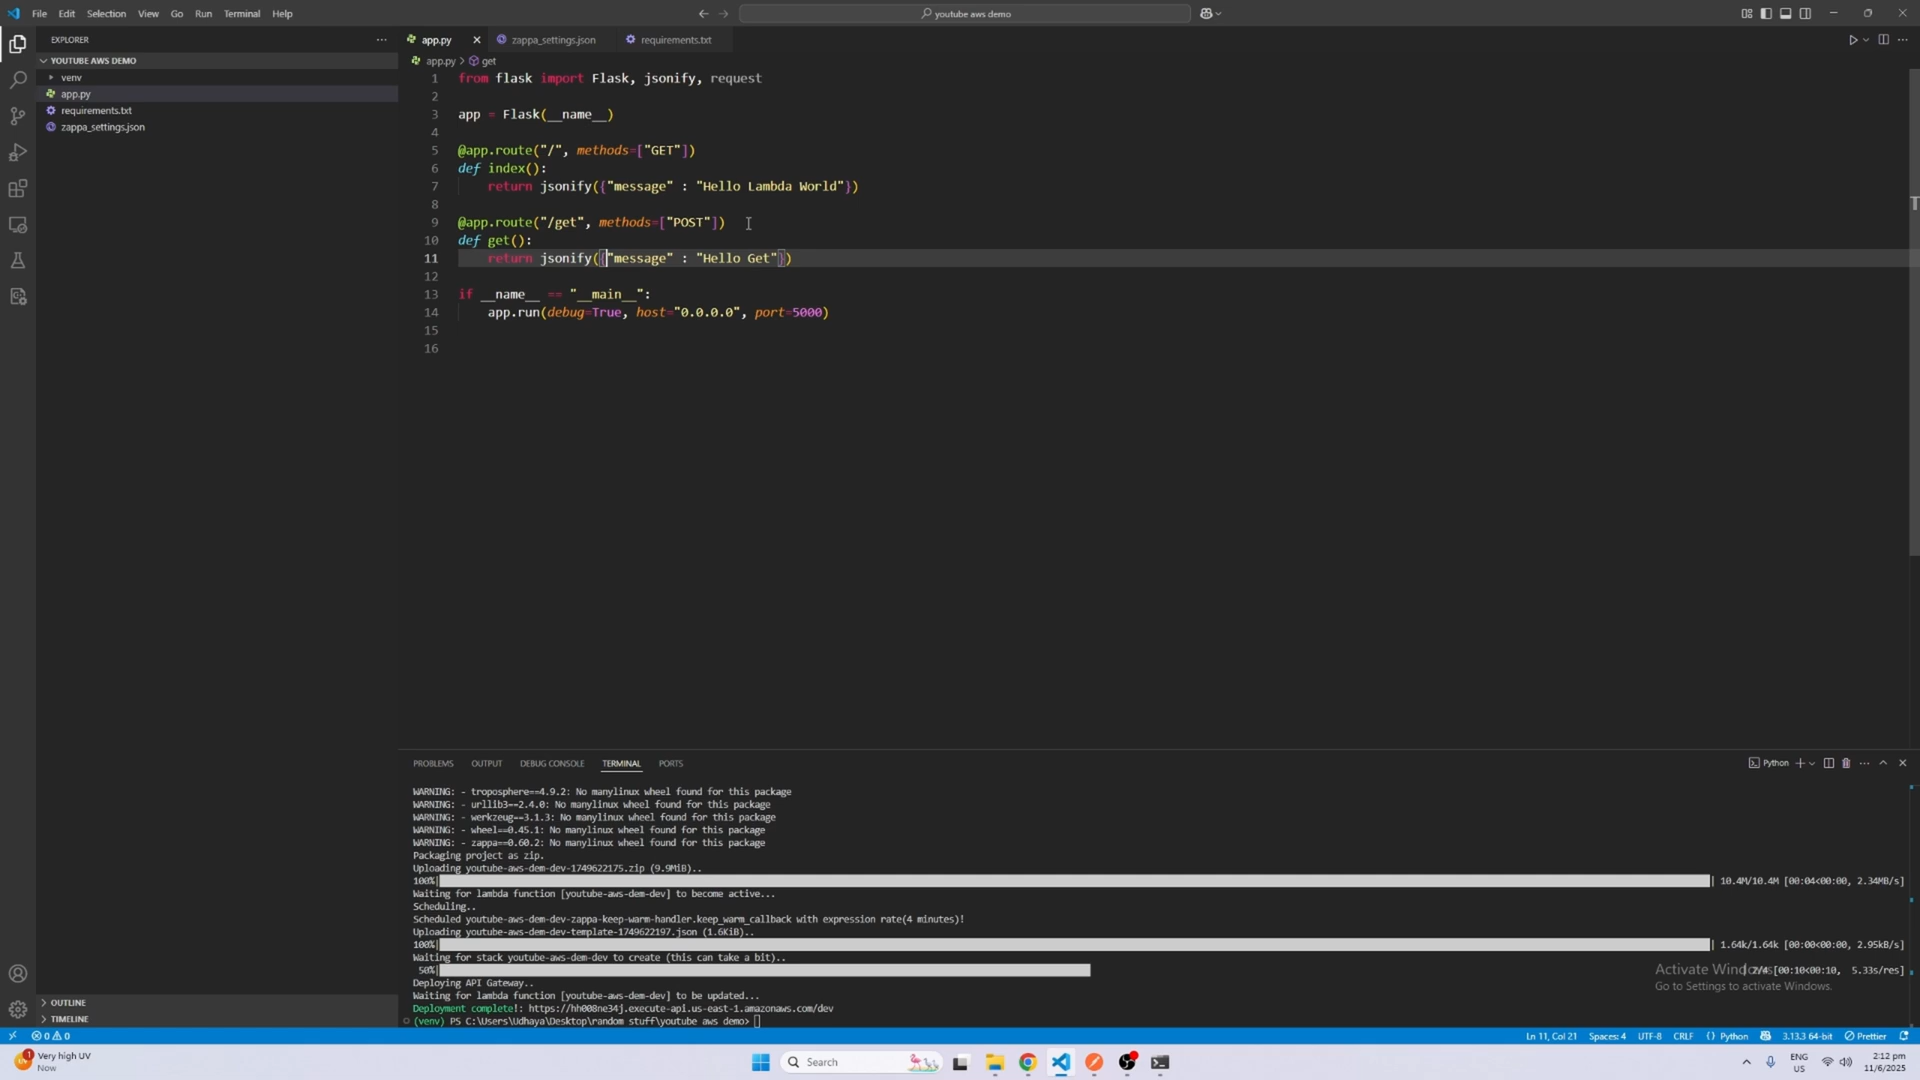 File Edit Selection View Go Run Terminal Help
youtube aws demo
EXPLORER
YOUTUBE AWS DEMO
venv
app.py
requirements.txt
zappa_settings.json
OUTLINE
TIMELINE
app.py zappa_settings.json requirements.txt
app.py > get
1 from flask import Flask, jsonify, request
2
3 app = Flask(__name__)
4
5 @app.route("/", methods=["GET"])
6 def index():
7 return jsonify({"message" : "Hello Lambda World"})
8
9 @app.route("/get", methods=["POST"])
10 def get():
11 return jsonify({"message" : "Hello Get"})
12
13 if __name__ == "__main__":
14 app.run(debug=True, host="0.0.0.0", port=5000)
15
16
PROBLEMS OUTPUT DEBUG CONSOLE TERMINAL PORTS
Python
WARNING: - troposphere==4.9.2: No manylinux wheel found for this package
WARNING: - urllib3==2.4.0: No manylinux wheel found for this package
WARNING: - werkzeug==3.1.3: No manylinux wheel found for this package
WARNING: - wheel==0.45.1: No manylinux wheel found for this package
WARNING: - zappa==0.60.2: No manylinux wheel found for this package
Packaging project as zip.
Uploading youtube-aws-dem-dev-1749622175.zip (9.9MiB)..
100%| | 10.4M/10.4M [00:04<00:00, 2.34MB/s]
Waiting for lambda function [youtube-aws-dem-dev] to become active...
Scheduling..
Scheduled youtube-aws-dem-dev-zappa-keep-warm-handler.keep_warm_callback with expression rate(4 minutes)!
Uploading youtube-aws-dem-dev-template-1749622197.json (1.6KiB)..
100%| | 1.64k/1.64k [00:00<00:00, 2.95kB/s]
Waiting for stack youtube-aws-dem-dev to create (this can take a bit)..
50%| | 2/4 [00:10<00:10, 5.33s/res]
Deploying API Gateway..
Waiting for lambda function [youtube-aws-dem-dev] to be updated...
Deployment complete!: https://hh008ne34j.execute-api.us-east-1.amazonaws.com/dev
(venv) PS C:\Users\Udhaya\Desktop\random stuff\youtube aws demo>
Activate Windows
Go to Settings to activate Windows.
0 0
Ln 11, Col 21 Spaces: 4 UTF-8 CRLF {} Python 3.13.3 64-bit Prettier
1
Very high UV
Now
Search
ENG
US
2:12 pm
11/6/2025